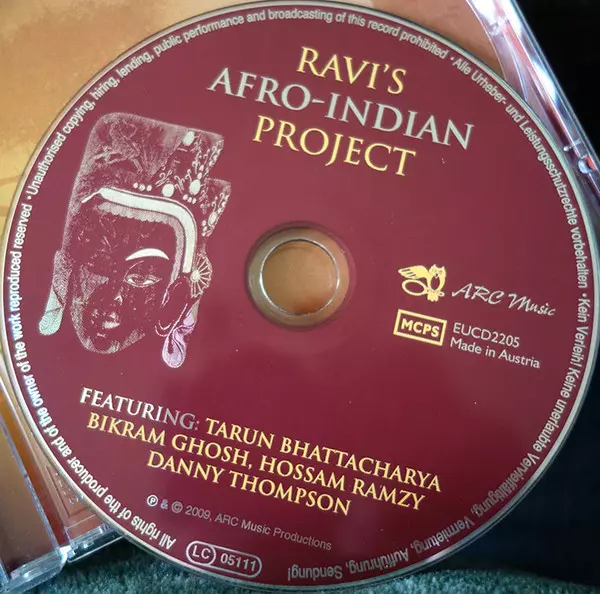 RAVI'S
AFRO-INDIAN
PROJECT
ARC Music
MCPS
EUCD2205
Made in Austria
FEATURING: TARUN BHATTACHARYA
BIKRAM GHOSH, HOSSAM RAMZY
DANNY THOMPSON
℗ & © 2009, ARC Music Productions
LC 05111
All rights of the producer and of the owner of the work reproduced reserved · Unauthorised copying, hiring, lending, public performance and broadcasting of this record prohibited · Alle Urheber- und Leistungsschutzrechte vorbehalten · Kein Verleih! Keine unerlaubte Vervielfältigung, Vermietung, Aufführung, Sendung!